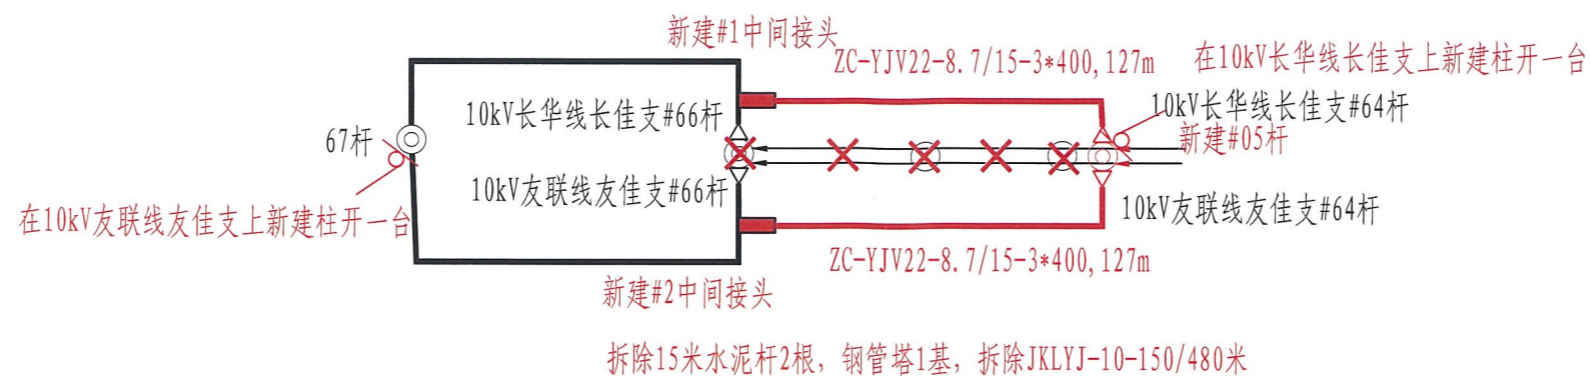 新建#1中间接头
ZC-YJV22-8.7/15-3*400,127m
在10kV长华线长佳支上新建柱开一台
10kV长华线长佳支#66杆
10kV长华线长佳支#64杆
67杆
新建#05杆
10kV友联线友佳支#66杆
10kV友联线友佳支#64杆
在10kV友联线友佳支上新建柱开一台
ZC-YJV22-8.7/15-3*400,127m
新建#2中间接头
拆除15米水泥杆2根，钢管塔1基，拆除JKLYJ-10-150/480米